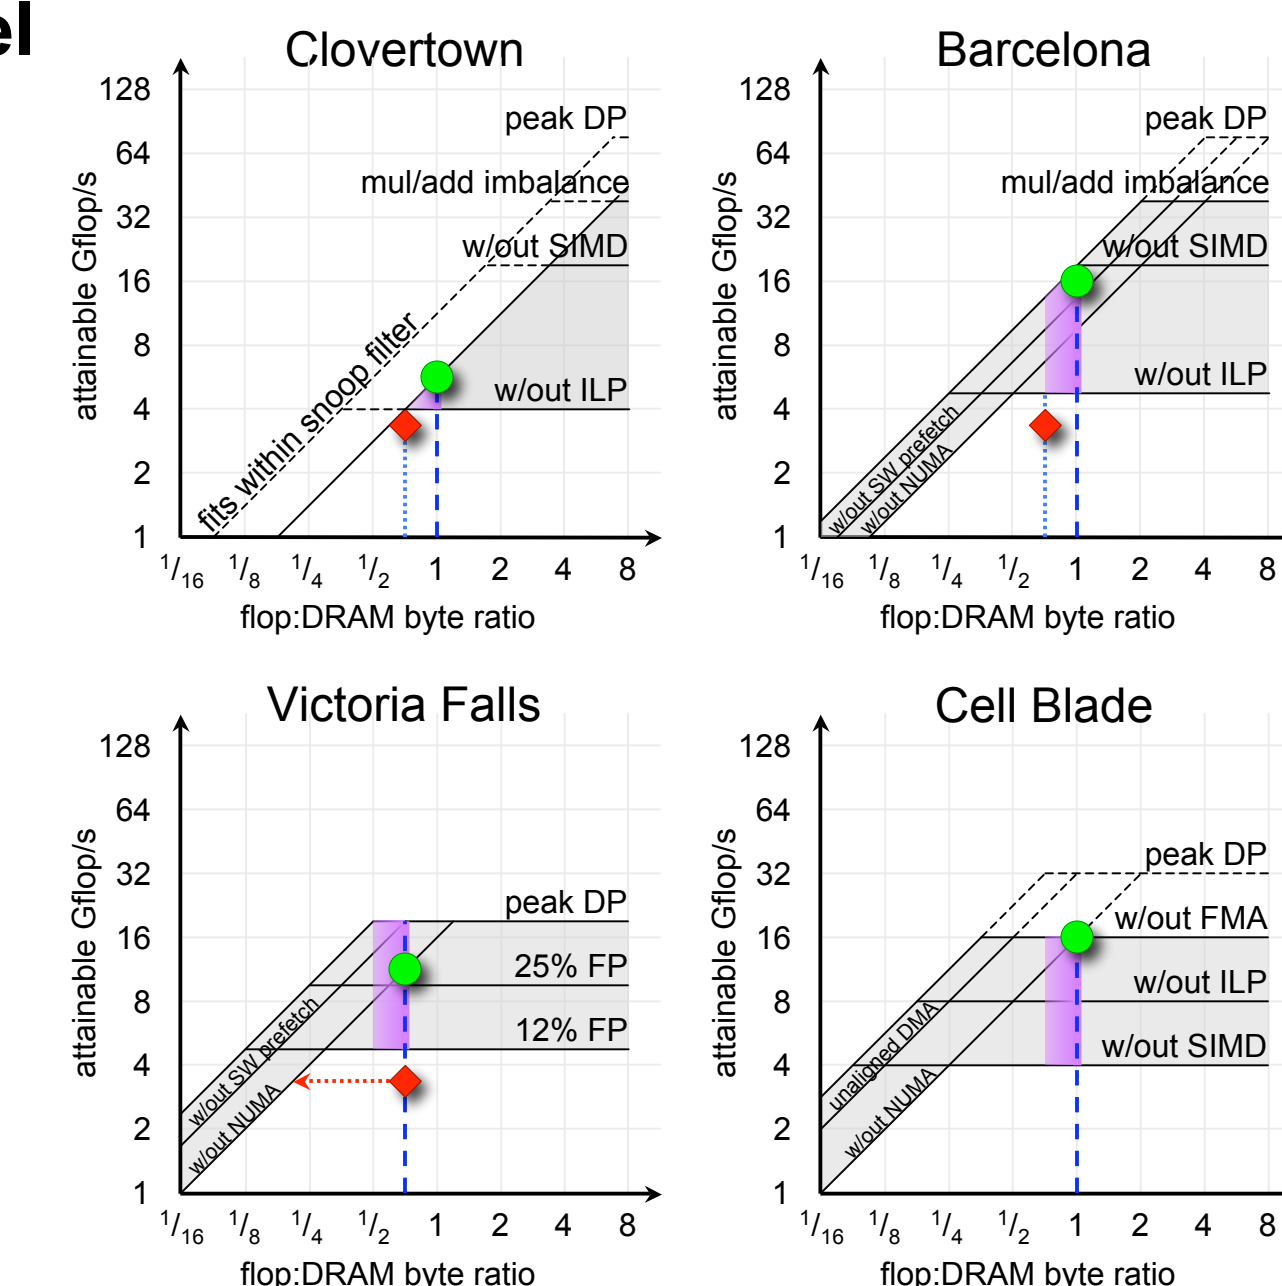 el
Clovertown
128
64
32
16
8
4
2
1
attainable Gflop/s
peak DP
mul/add imbalance
w/out SIMD
w/out ILP
fits within snoop filter
1/16 1/8 1/4 1/2 1 2 4 8
flop:DRAM byte ratio
Barcelona
128
64
32
16
8
4
2
1
attainable Gflop/s
peak DP
mul/add imbalance
w/out SIMD
w/out ILP
w/out SW prefetch
w/out NUMA
1/16 1/8 1/4 1/2 1 2 4 8
flop:DRAM byte ratio
Victoria Falls
128
64
32
16
8
4
2
1
attainable Gflop/s
peak DP
25% FP
12% FP
w/out SW prefetch
w/out NUMA
1/16 1/8 1/4 1/2 1 2 4 8
flop:DRAM byte ratio
Cell Blade
128
64
32
16
8
4
2
1
attainable Gflop/s
peak DP
w/out FMA
w/out ILP
w/out SIMD
unaligned DMA
w/out NUMA
1/16 1/8 1/4 1/2 1 2 4 8
flop:DRAM byte ratio